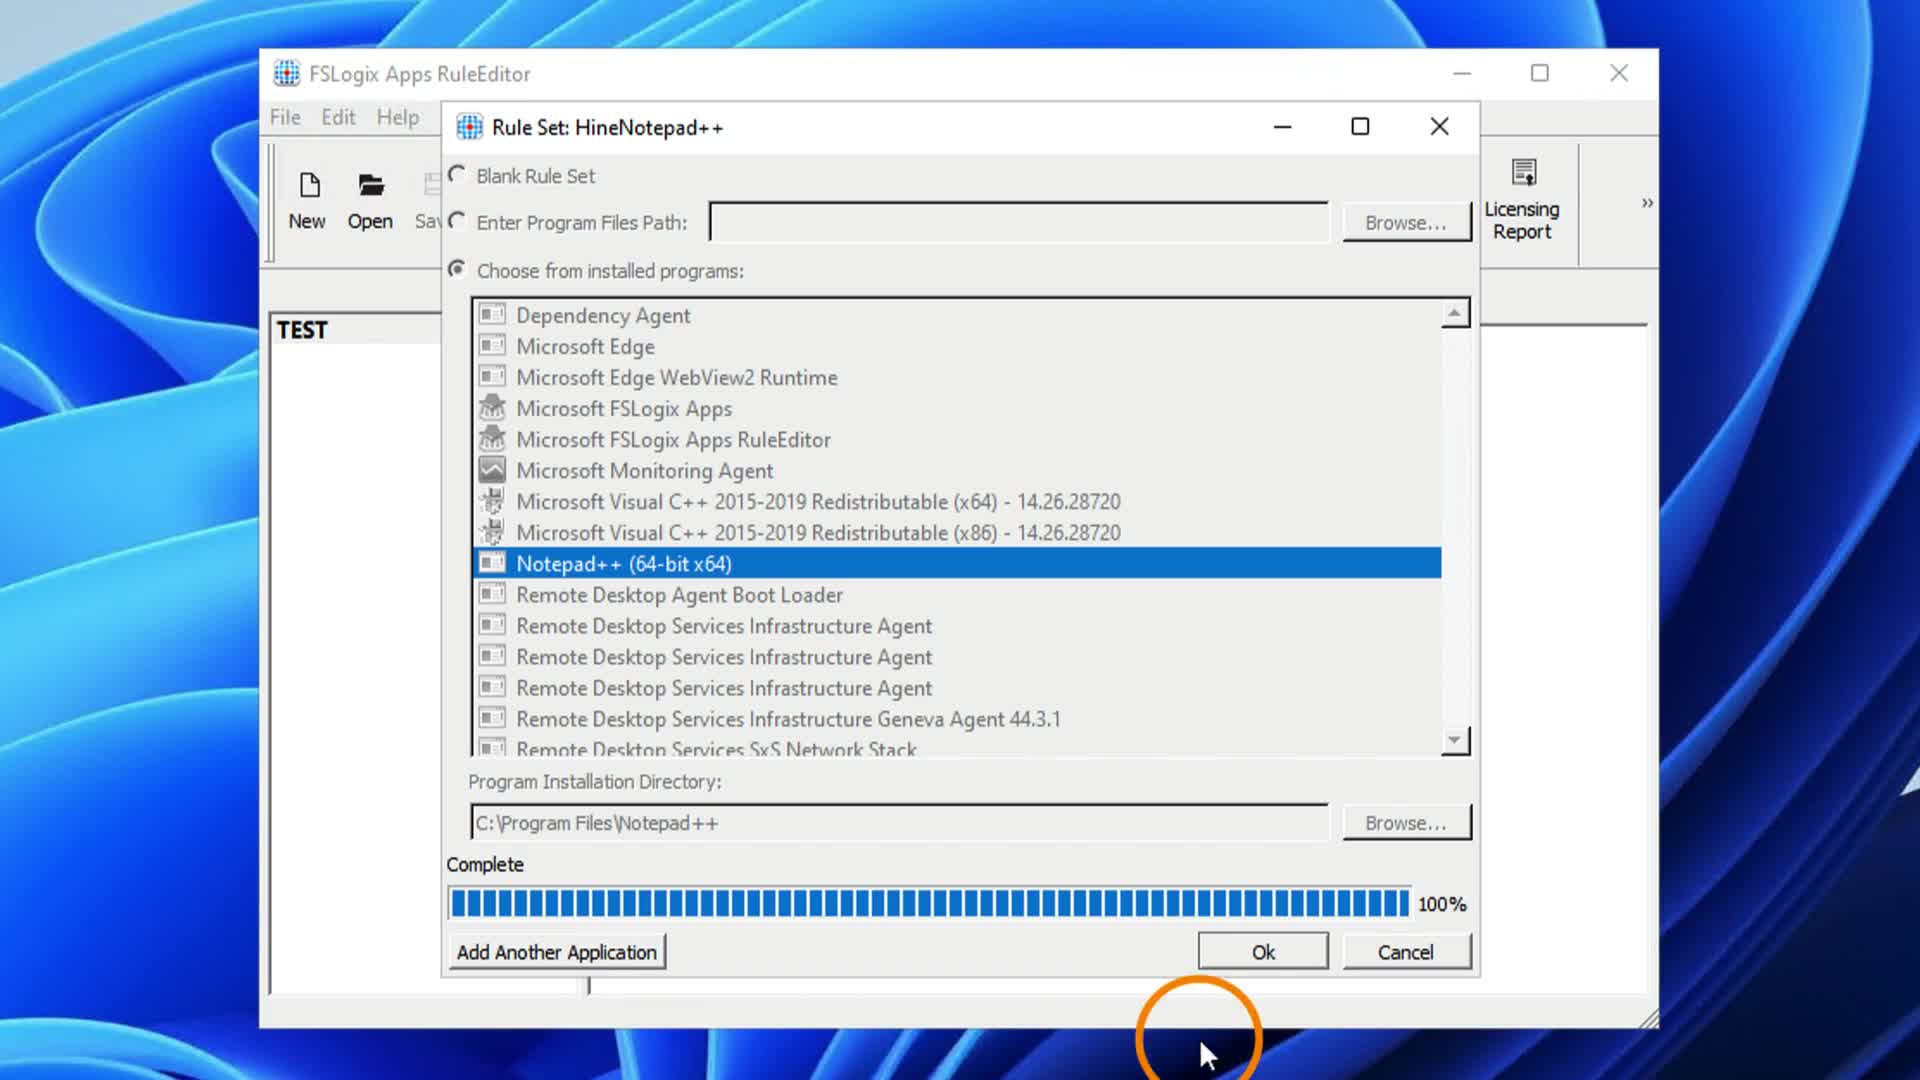 FSLogix Apps RuleEditor
File Edit Help
Rule Set: HineNotepad++
New Open Sav
Licensing
Report
»
Blank Rule Set
Enter Program Files Path: Browse...
Choose from installed programs:
TEST
Dependency Agent
Microsoft Edge
Microsoft Edge WebView2 Runtime
Microsoft FSLogix Apps
Microsoft FSLogix Apps RuleEditor
Microsoft Monitoring Agent
Microsoft Visual C++ 2015-2019 Redistributable (x64) - 14.26.28720
Microsoft Visual C++ 2015-2019 Redistributable (x86) - 14.26.28720
Notepad++ (64-bit x64)
Remote Desktop Agent Boot Loader
Remote Desktop Services Infrastructure Agent
Remote Desktop Services Infrastructure Agent
Remote Desktop Services Infrastructure Agent
Remote Desktop Services Infrastructure Geneva Agent 44.3.1
Remote Desktop Services SxS Network Stack
Program Installation Directory:
C:\Program Files\Notepad++ Browse...
Complete
100%
Add Another Application Ok Cancel